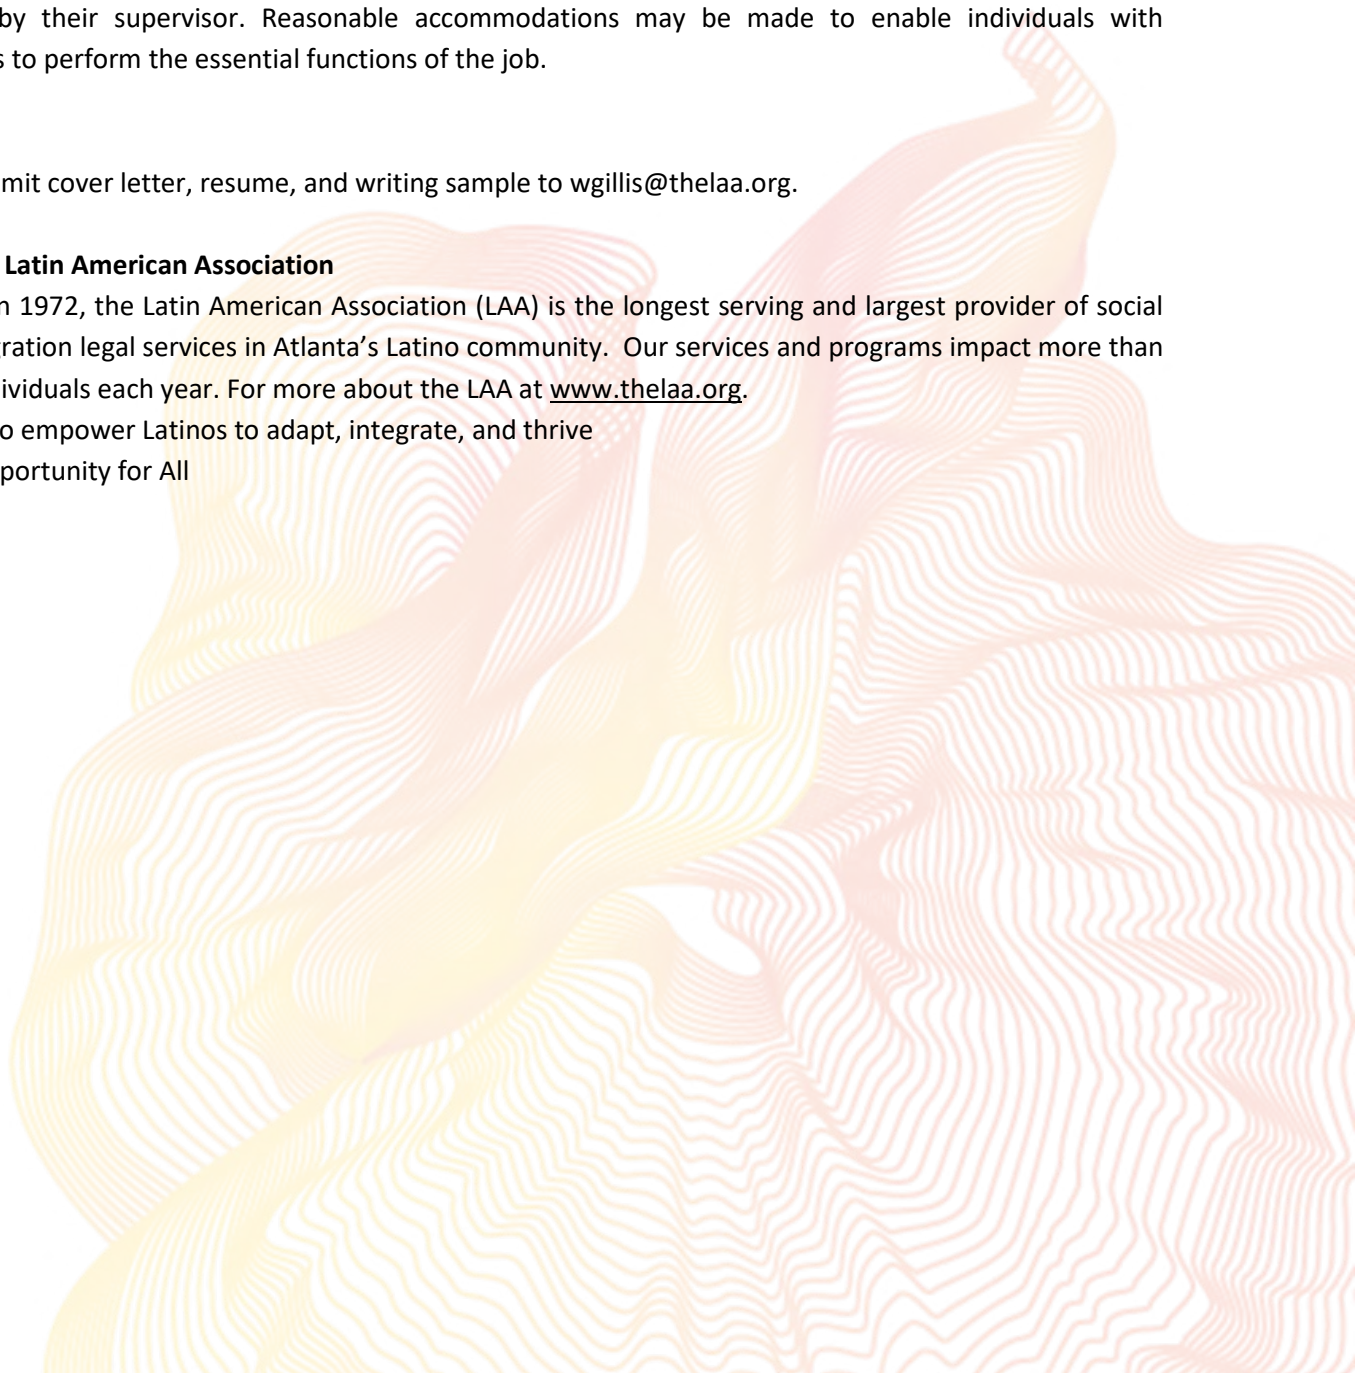 by their supervisor. Reasonable accommodations may be made to enable individuals with
s to perform the essential functions of the job.
mit cover letter, resume, and writing sample to wgillis@thelaa.org.
Latin American Association
n 1972, the Latin American Association (LAA) is the longest serving and largest provider of social
gration legal services in Atlanta’s Latino community. Our services and programs impact more than
ividuals each year. For more about the LAA at www.thelaa.org.
o empower Latinos to adapt, integrate, and thrive
portunity for All